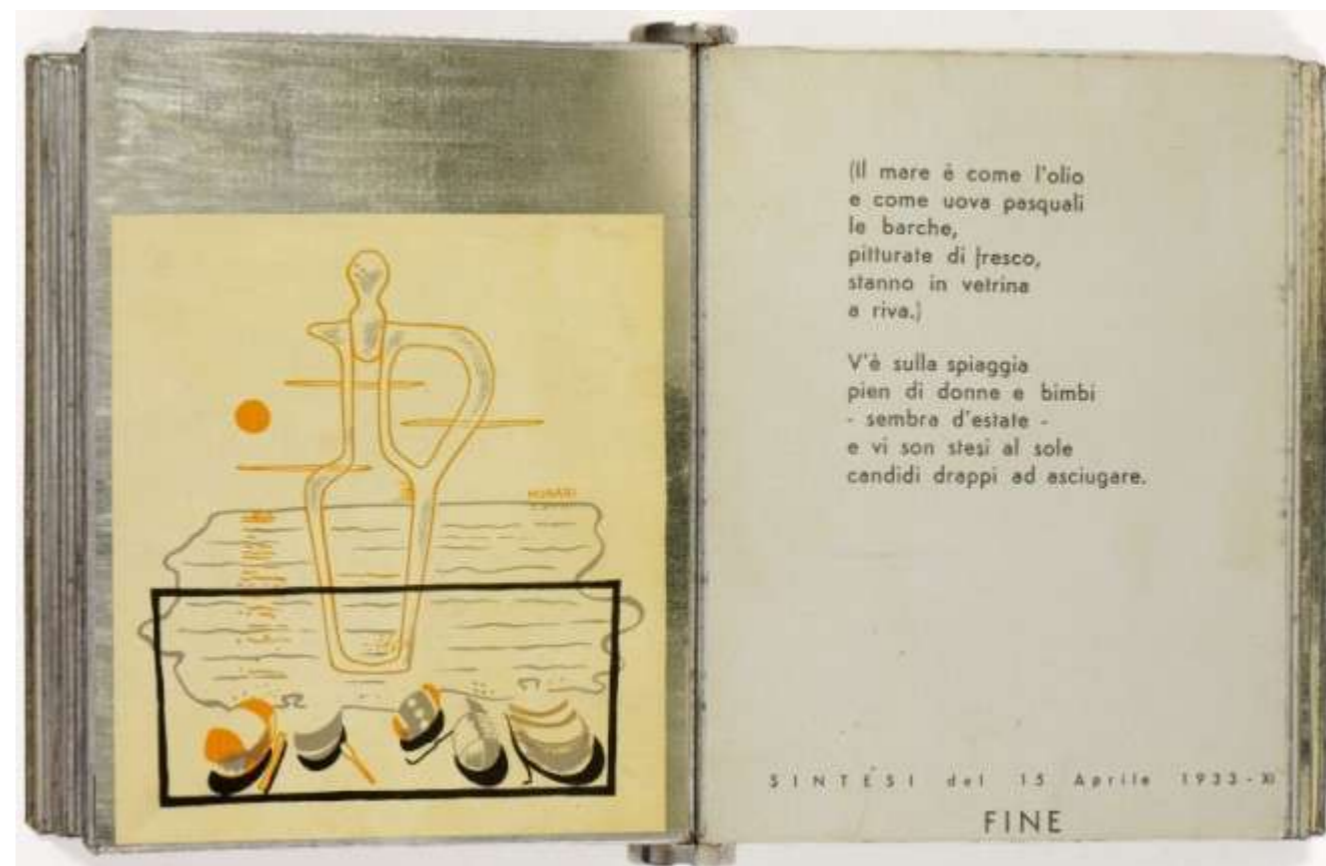 MUNARI
(Il mare è come l'olio
e come uova pasquali
le barche,
pitturate di fresco,
stanno in vetrina
a riva.)
V'è sulla spiaggia
pien di donne e bimbi
- sembra d'estate -
e vi son stesi al sole
candidi drappi ad asciugare.
SINTESI del 15 Aprile 1933-XI
FINE